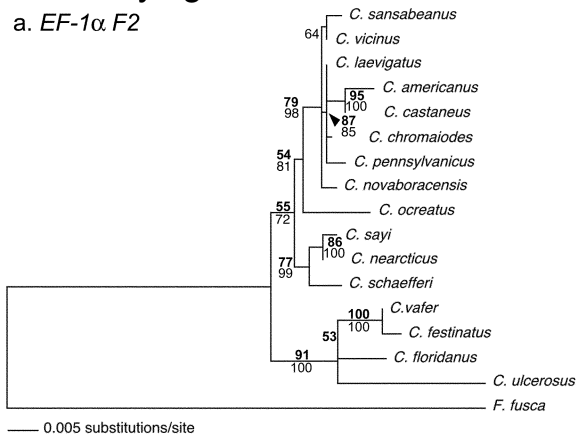 a. EF-1α F2
C. sansabeanus
64
C. vicinus
C. laevigatus
C. americanus
95
100
79
98
C. castaneus
87
85
C. chromaiodes
54
81
C. pennsylvanicus
C. novaboracensis
55
72
C. ocreatus
C. sayi
86
100
77
99
C. nearcticus
C. schaefferi
C.vafer
100
100
53
C. festinatus
91
100
C. floridanus
C. ulcerosus
F. fusca
0.005 substitutions/site